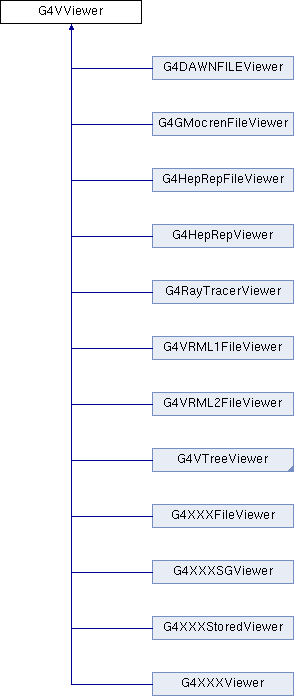 G4VViewer
G4DAWNFILEViewer
G4GMocrenFileViewer
G4HepRepFileViewer
G4HepRepViewer
G4RayTracerViewer
G4VRML1FileViewer
G4VRML2FileViewer
G4VTreeViewer
G4XXXFileViewer
G4XXXSGViewer
G4XXXStoredViewer
G4XXXViewer